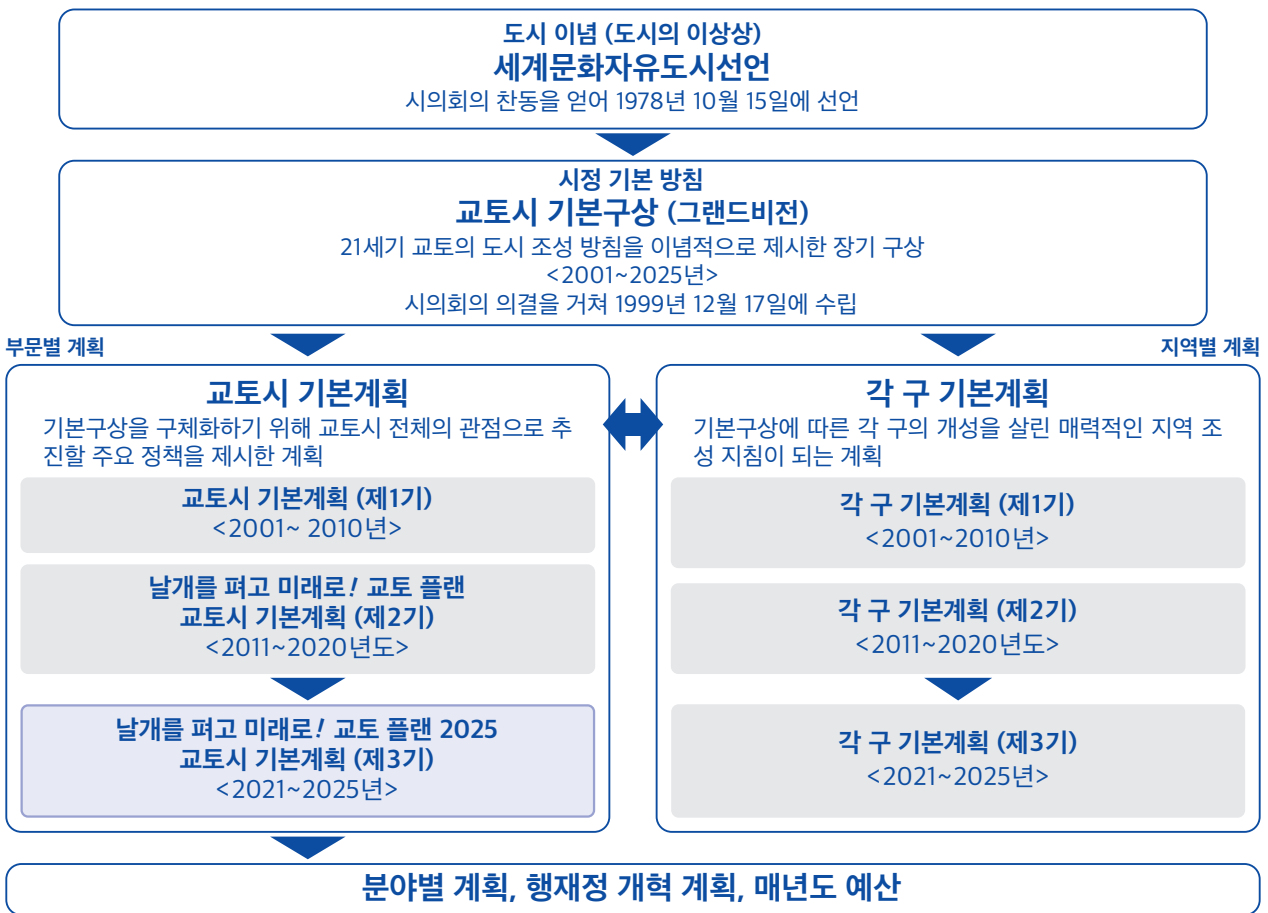 도시 이념 (도시의 이상상)
세계문화자유도시선언
시의회의 찬동을 얻어 1978년 10월 15일에 선언
시정 기본 방침
교토시 기본구상 (그랜드비전)
21세기 교토의 도시 조성 방침을 이념적으로 제시한 장기 구상
<2001~2025년>
시의회의 의결을 거쳐 1999년 12월 17일에 수립
부문별 계획
교토시 기본계획
기본구상을 구체화하기 위해 교토시 전체의 관점으로 추
진할 주요 정책을 제시한 계획
교토시 기본계획 (제1기)
<2001~ 2010년>
날개를 펴고 미래로! 교토 플랜
교토시 기본계획 (제2기)
<2011~2020년도>
날개를 펴고 미래로! 교토 플랜 2025
교토시 기본계획 (제3기)
<2021~2025년>
지역별 계획
각 구 기본계획
기본구상에 따른 각 구의 개성을 살린 매력적인 지역 조
성 지침이 되는 계획
각 구 기본계획 (제1기)
<2001~2010년>
각 구 기본계획 (제2기)
<2011~2020년도>
각 구 기본계획 (제3기)
<2021~2025년>
분야별 계획, 행재정 개혁 계획, 매년도 예산